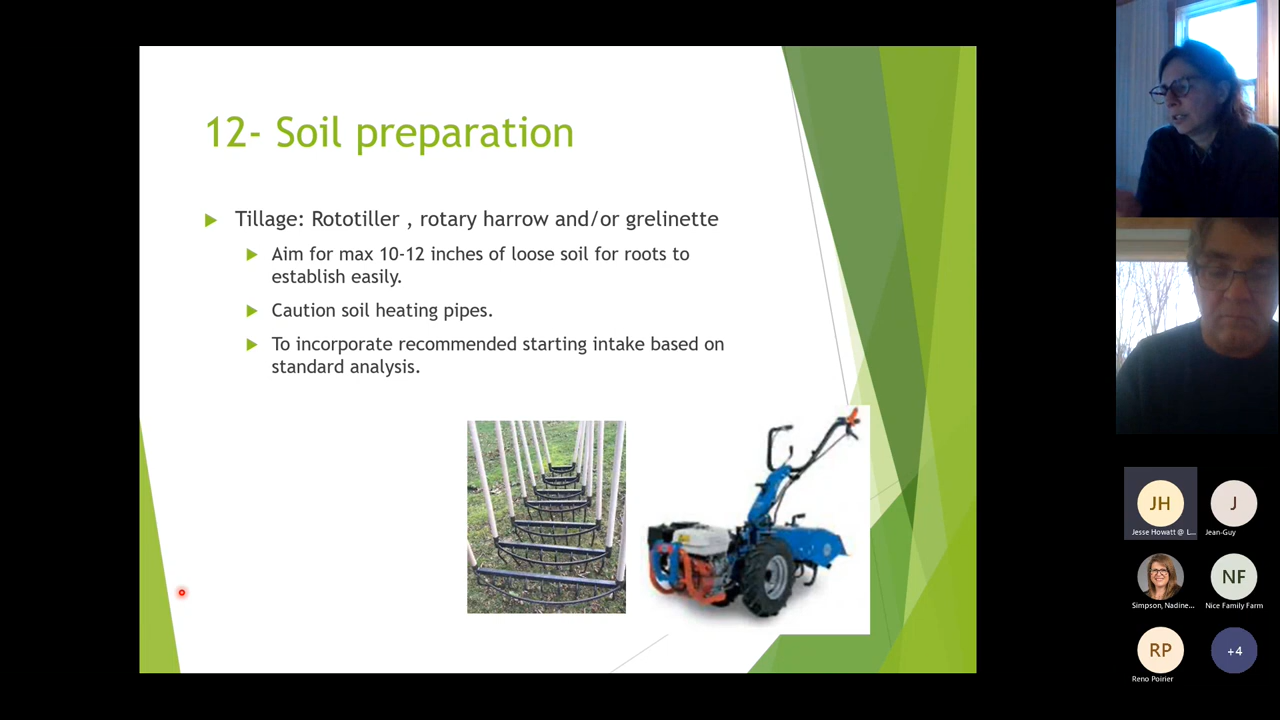 12- Soil preparation
Tillage: Rototiller , rotary harrow and/or grelinette
Aim for max 10-12 inches of loose soil for roots to
establish easily.
Caution soil heating pipes.
To incorporate recommended starting intake based on
standard analysis.
JH
Jesse Howatt @ L...
J
Jean-Guy
Simpson, Nadine...
NF
Nice Family Farm
RP
Reno Poirier
+4